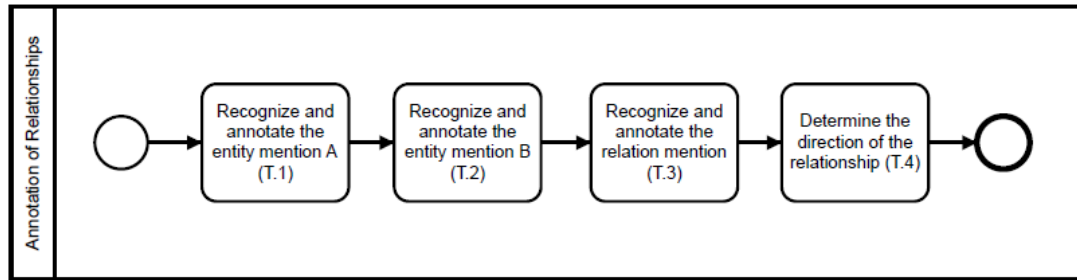 Annotation of Relationships
Recognize and
annotate the
entity mention A
(T.1)
Recognize and
annotate the
entity mention B
(T.2)
Recognize and
annotate the
relation mention
(T.3)
Determine the
direction of the
relationship (T.4)